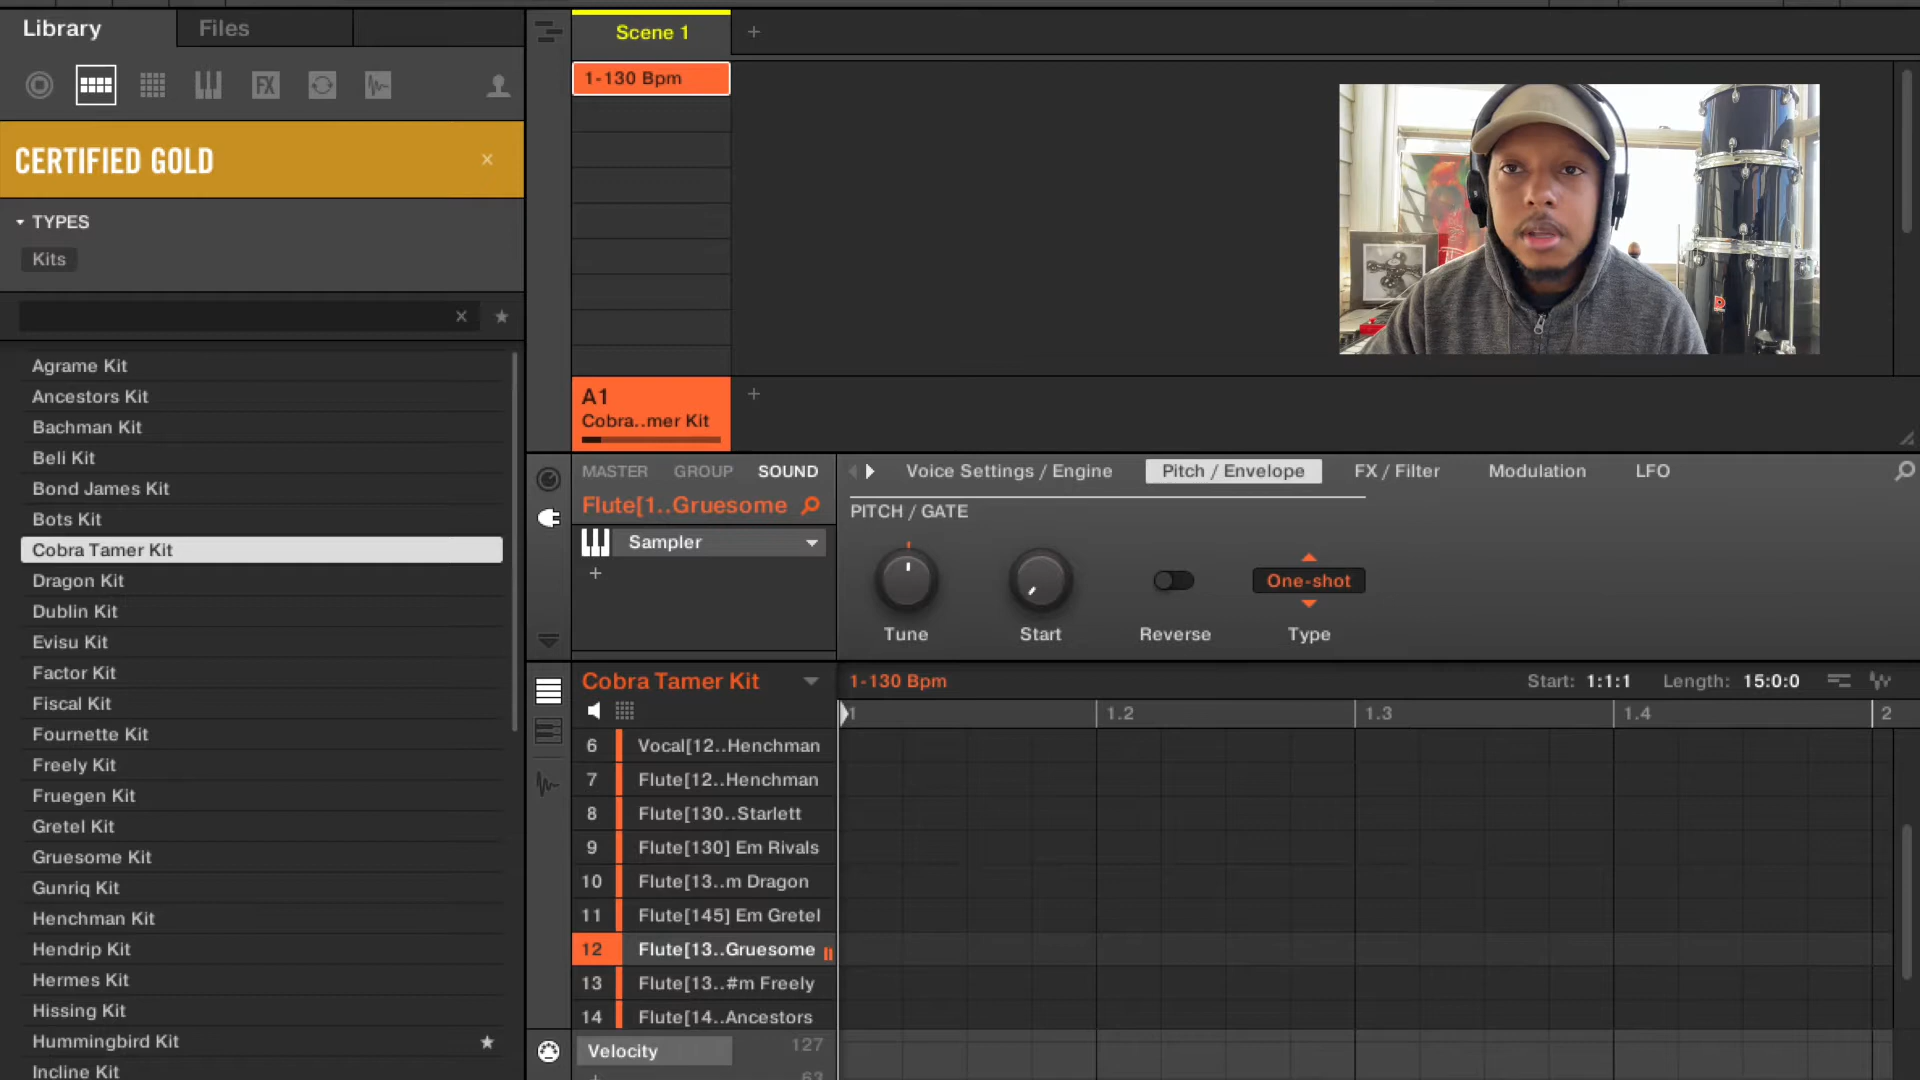 Library
Files
Scene 1
+
FX
1-130 Bpm
CERTIFIED GOLD
×
TYPES
Kits
×
Agrame Kit
Ancestors Kit
Bachman Kit
Beli Kit
Bond James Kit
Bots Kit
Cobra Tamer Kit
Dragon Kit
Dublin Kit
Evisu Kit
Factor Kit
Fiscal Kit
Fournette Kit
Freely Kit
Fruegen Kit
Gretel Kit
Gruesome Kit
Gunriq Kit
Henchman Kit
Hendrip Kit
Hermes Kit
Hissing Kit
Hummingbird Kit
Incline Kit
A1
+
Cobra..mer Kit
MASTER GROUP SOUND
Flute[1..Gruesome
Sampler
+
Voice Settings / Engine
Pitch / Envelope
FX / Filter
Modulation
LFO
PITCH / GATE
One-shot
Tune
Start
Reverse
Type
Cobra Tamer Kit
1-130 Bpm
Start: 1:1:1
Length: 15:0:0
1
1.2
1.3
1.4
2
6 Vocal[12..Henchman
7 Flute[12..Henchman
8 Flute[130..Starlett
9 Flute[130] Em Rivals
10 Flute[13..m Dragon
11 Flute[145] Em Gretel
12 Flute[13..Gruesome
13 Flute[13..#m Freely
14 Flute[14..Ancestors
Velocity
127
63